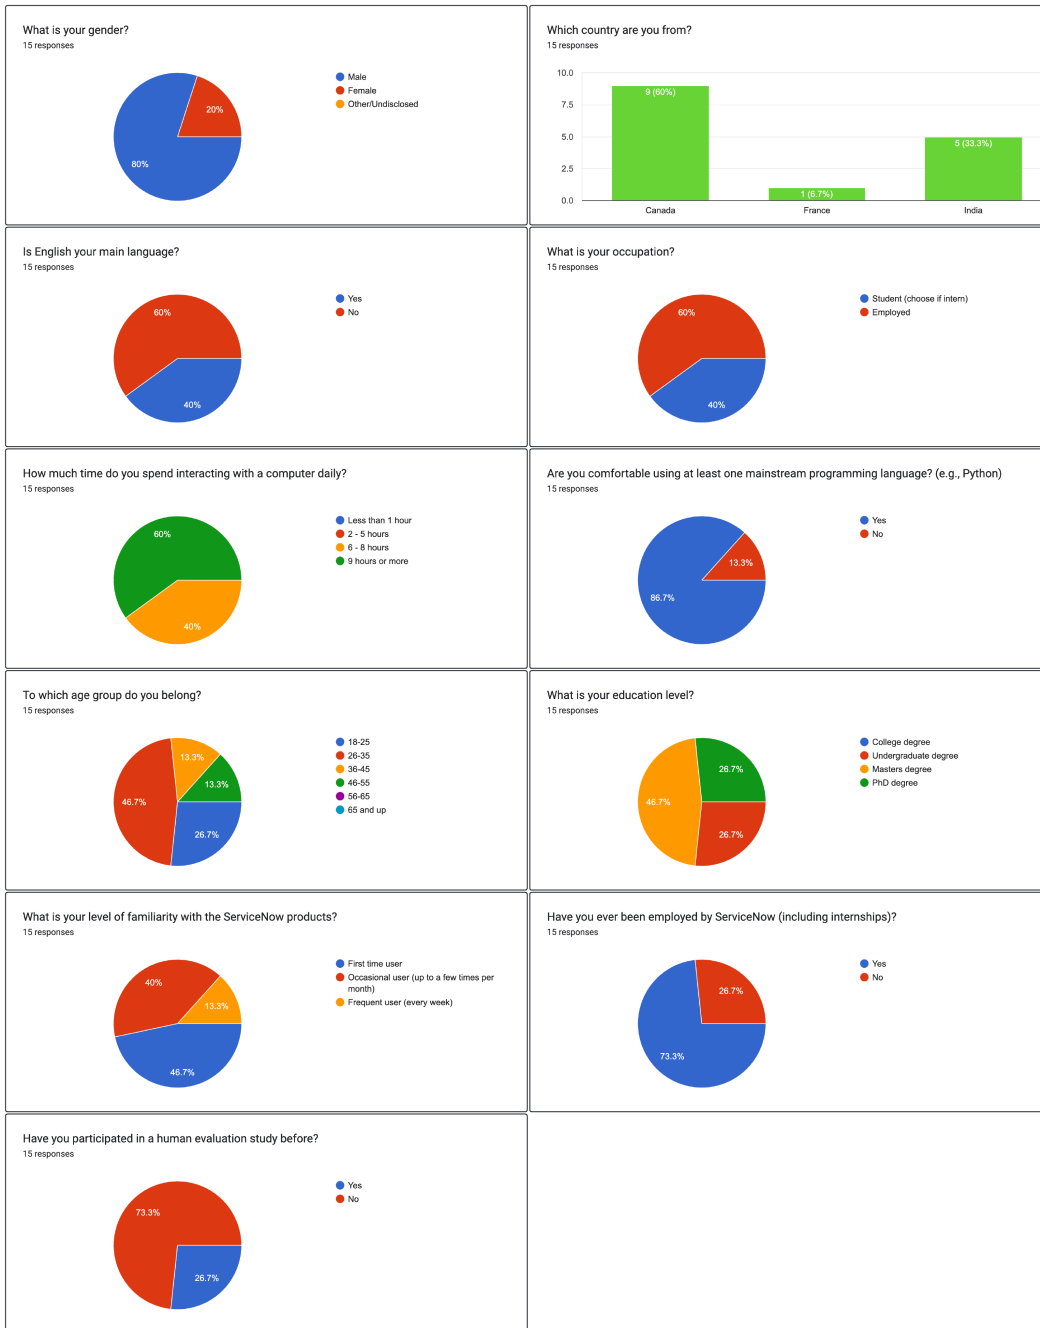 What is your gender?
15 responses
Male
Female
Other/Undisclosed
20%
80%
Which country are you from?
15 responses
10.0
7.5
5.0
2.5
0.0
9 (60%)
1 (6.7%)
5 (33.3%)
Canada
France
India
Is English your main language?
15 responses
Yes
No
60%
40%
What is your occupation?
15 responses
Student (choose if intern)
Employed
60%
40%
How much time do you spend interacting with a computer daily?
15 responses
Less than 1 hour
2 - 5 hours
6 - 8 hours
9 hours or more
60%
40%
Are you comfortable using at least one mainstream programming language? (e.g., Python)
15 responses
Yes
No
13.3%
86.7%
To which age group do you belong?
15 responses
18-25
26-35
36-45
46-55
56-65
65 and up
13.3%
13.3%
46.7%
26.7%
What is your education level?
15 responses
College degree
Undergraduate degree
Masters degree
PhD degree
26.7%
46.7%
26.7%
What is your level of familiarity with the ServiceNow products?
15 responses
First time user
Occasional user (up to a few times per
month)
Frequent user (every week)
40%
13.3%
46.7%
Have you ever been employed by ServiceNow (including internships)?
15 responses
Yes
No
26.7%
73.3%
Have you participated in a human evaluation study before?
15 responses
Yes
No
73.3%
26.7%